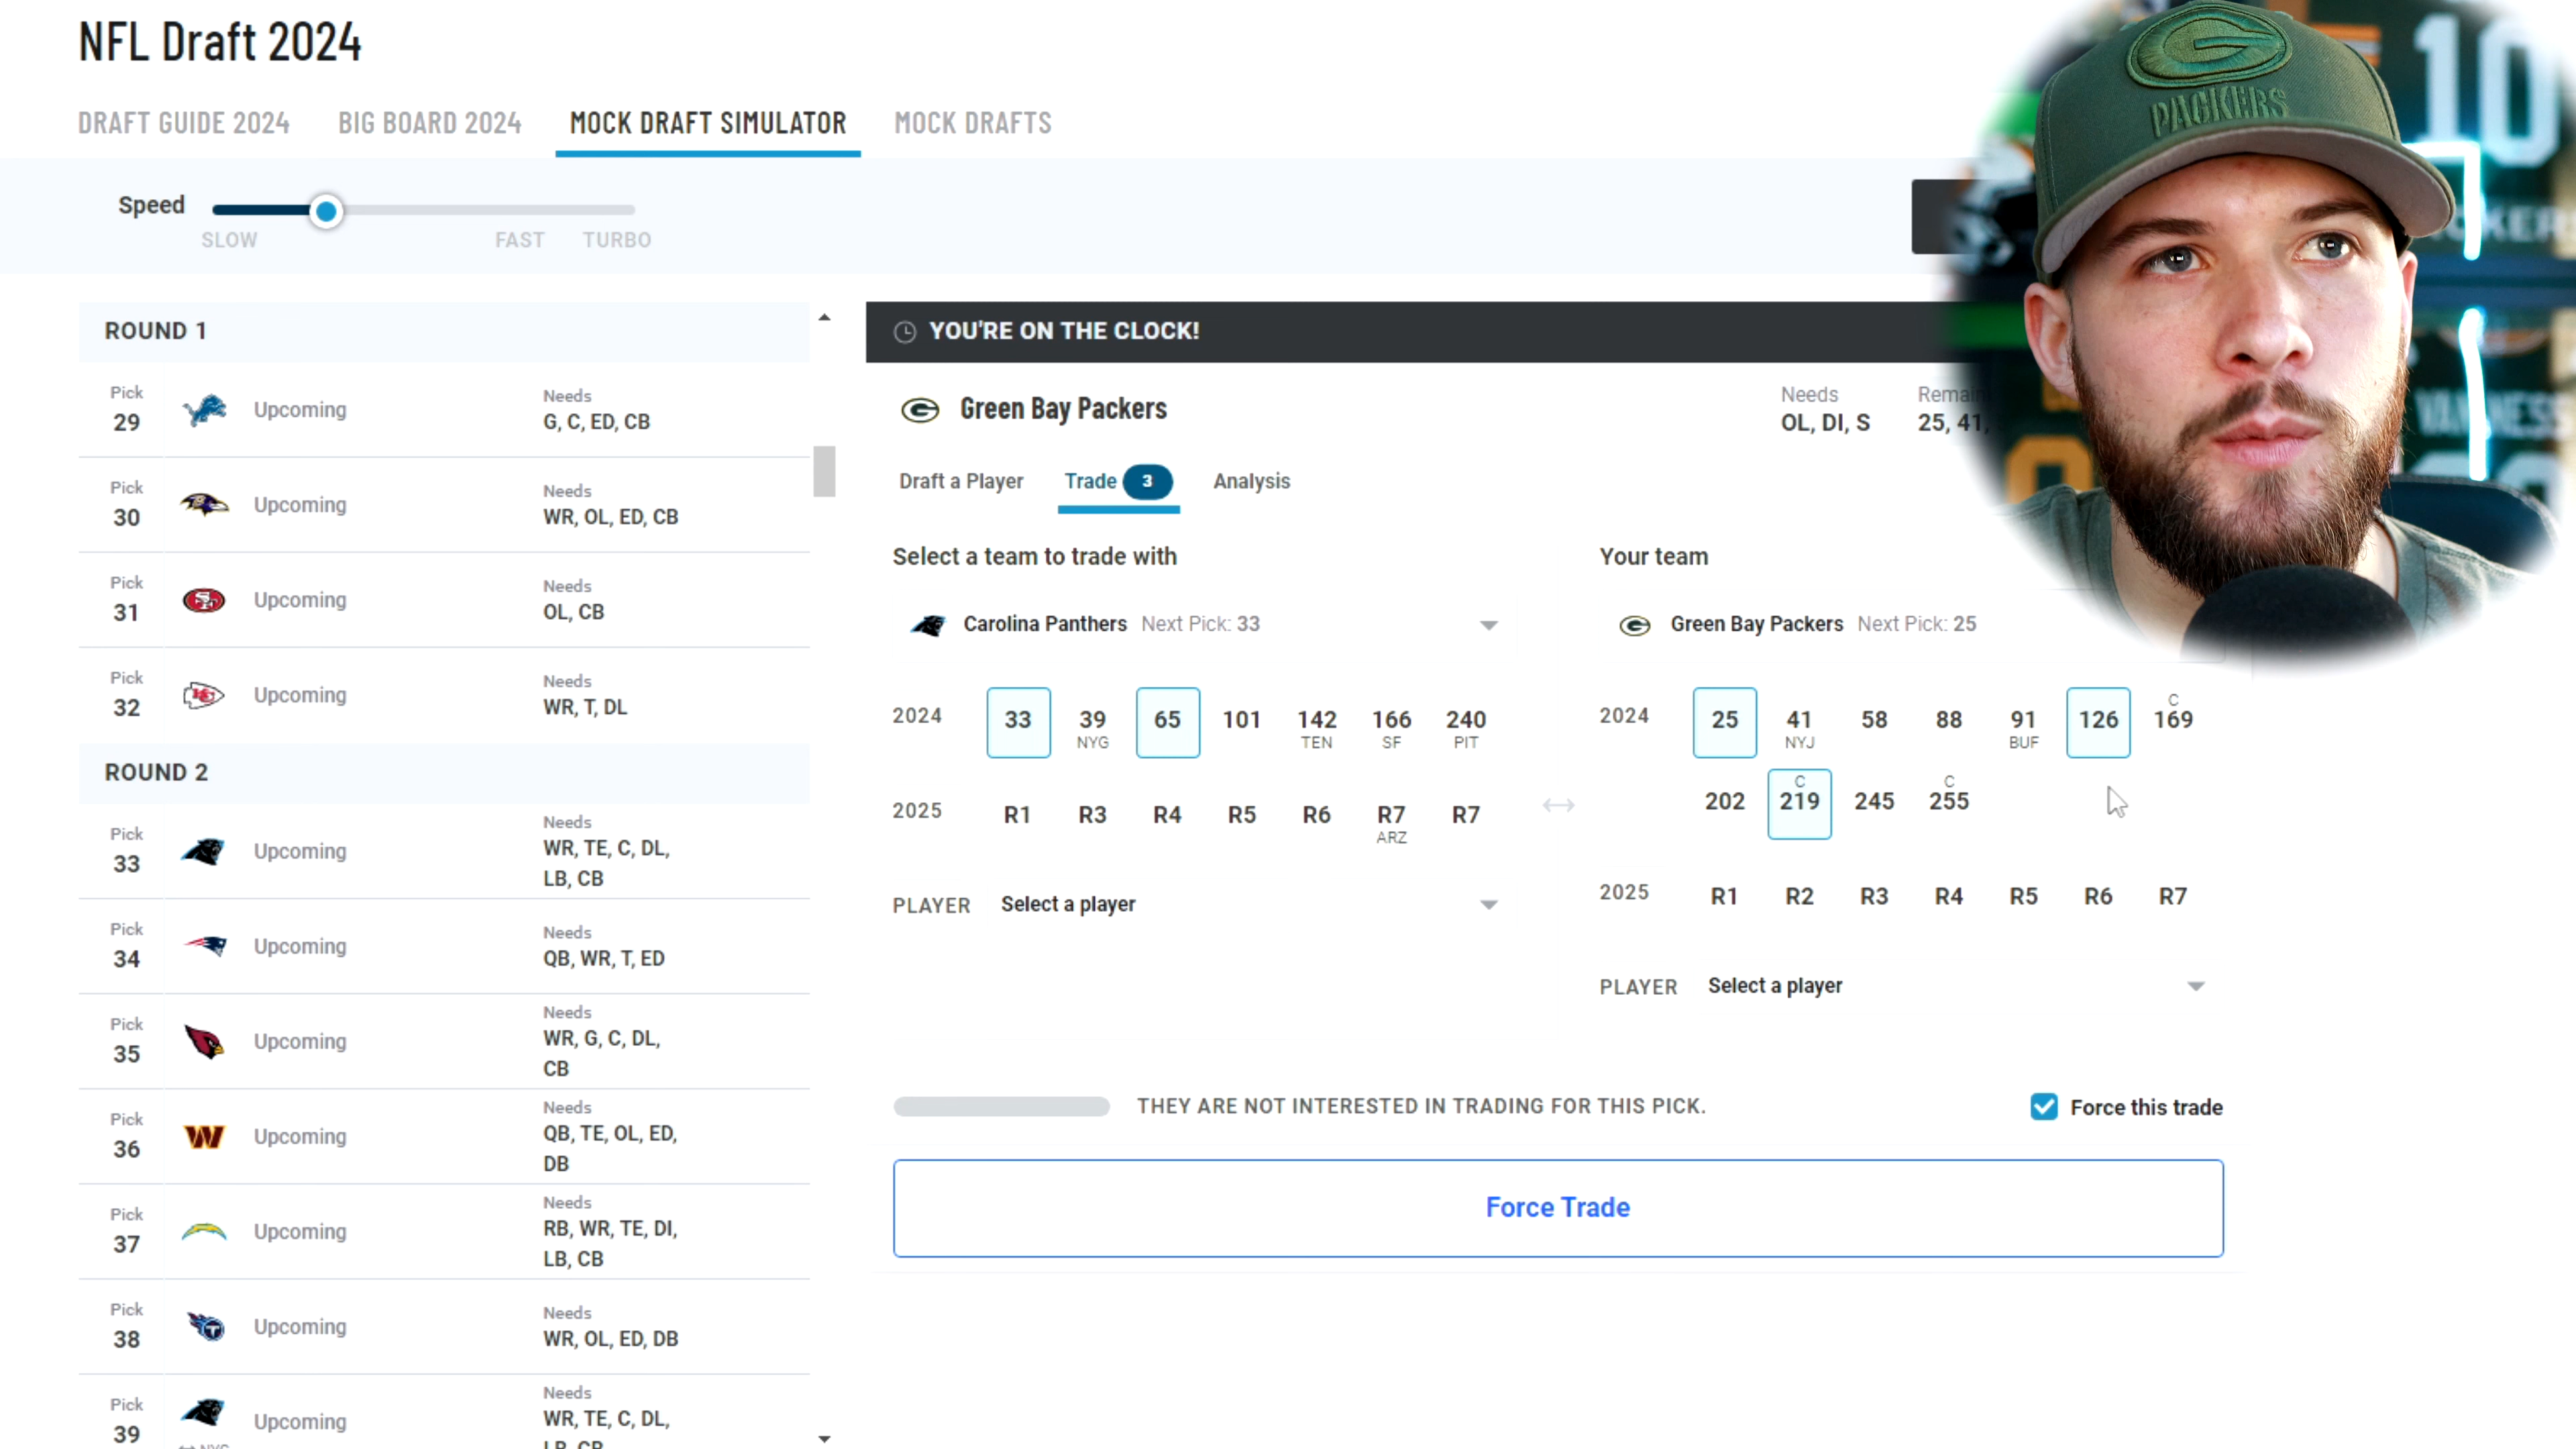 NFL Draft 2024
DRAFT GUIDE 2024 BIG BOARD 2024 MOCK DRAFT SIMULATOR MOCK DRAFTS
Speed
SLOW FAST TURBO
ROUND 1
Pick 29 Upcoming Needs G, C, ED, CB
Pick 30 Upcoming Needs WR, OL, ED, CB
Pick 31 Upcoming Needs OL, CB
Pick 32 Upcoming Needs WR, T, DL
ROUND 2
Pick 33 Upcoming Needs WR, TE, C, DL, LB, CB
Pick 34 Upcoming Needs QB, WR, T, ED
Pick 35 Upcoming Needs WR, G, C, DL, CB
Pick 36 Upcoming Needs QB, TE, OL, ED, DB
Pick 37 Upcoming Needs RB, WR, TE, DI, LB, CB
Pick 38 Upcoming Needs WR, OL, ED, DB
Pick 39 Upcoming Needs WR, TE, C, DL, LB, CB
YOU'RE ON THE CLOCK!
Green Bay Packers
Needs
OL, DI, S
25, 41,
Draft a Player Trade 3 Analysis
Select a team to trade with
Carolina Panthers Next Pick: 33
2024 33 39 NYG 65 101 142 TEN 166 SF 240 PIT
2025 R1 R3 R4 R5 R6 R7 ARZ R7
PLAYER Select a player
Your team
Green Bay Packers Next Pick: 25
2024 25 41 NYJ 58 88 91 BUF 126 C 169
202 C 219 245 C 255
2025 R1 R2 R3 R4 R5 R6 R7
PLAYER Select a player
THEY ARE NOT INTERESTED IN TRADING FOR THIS PICK.
Force this trade
Force Trade
G
PACKERS
10